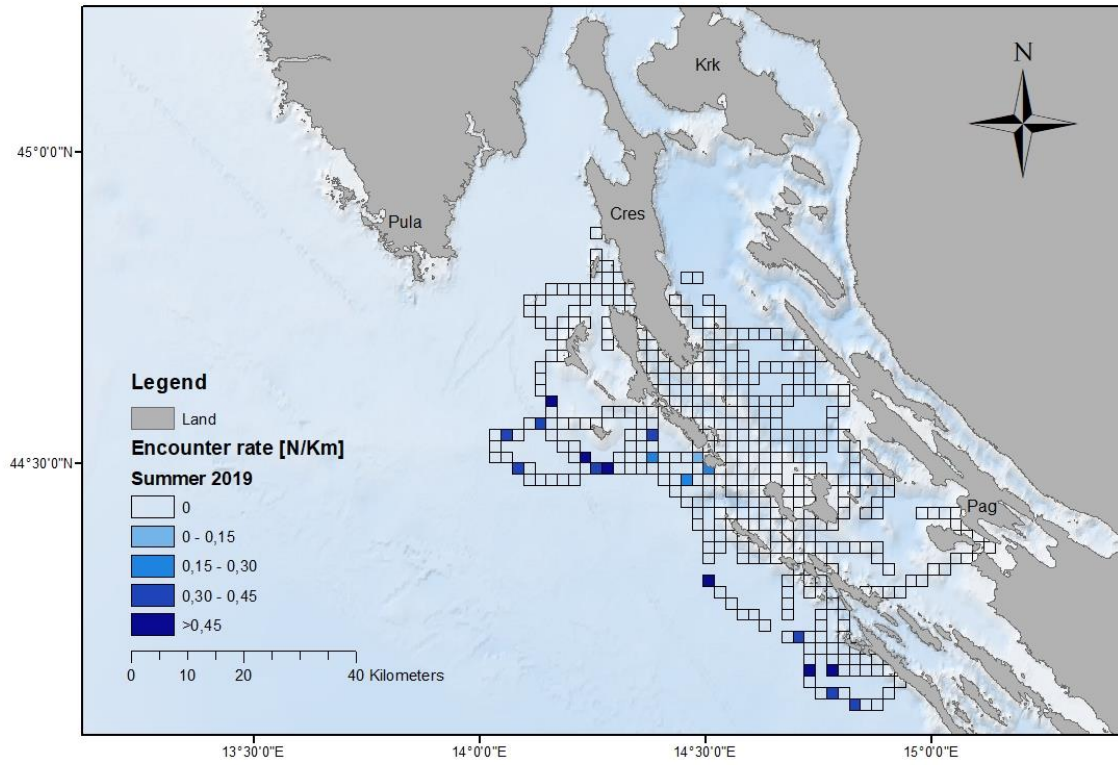 Krk
N
45°0'0"N
Cres
Pula
Legend
Land
Encounter rate [N/Km]
44°30'0"N
Summer 2019
0
Pag
0 - 0,15
0,15 - 0,30
0,30 - 0,45
>0,45
0 10 20 40 Kilometers
13°30'0"E 14°0'0"E 14°30'0"E 15°0'0"E